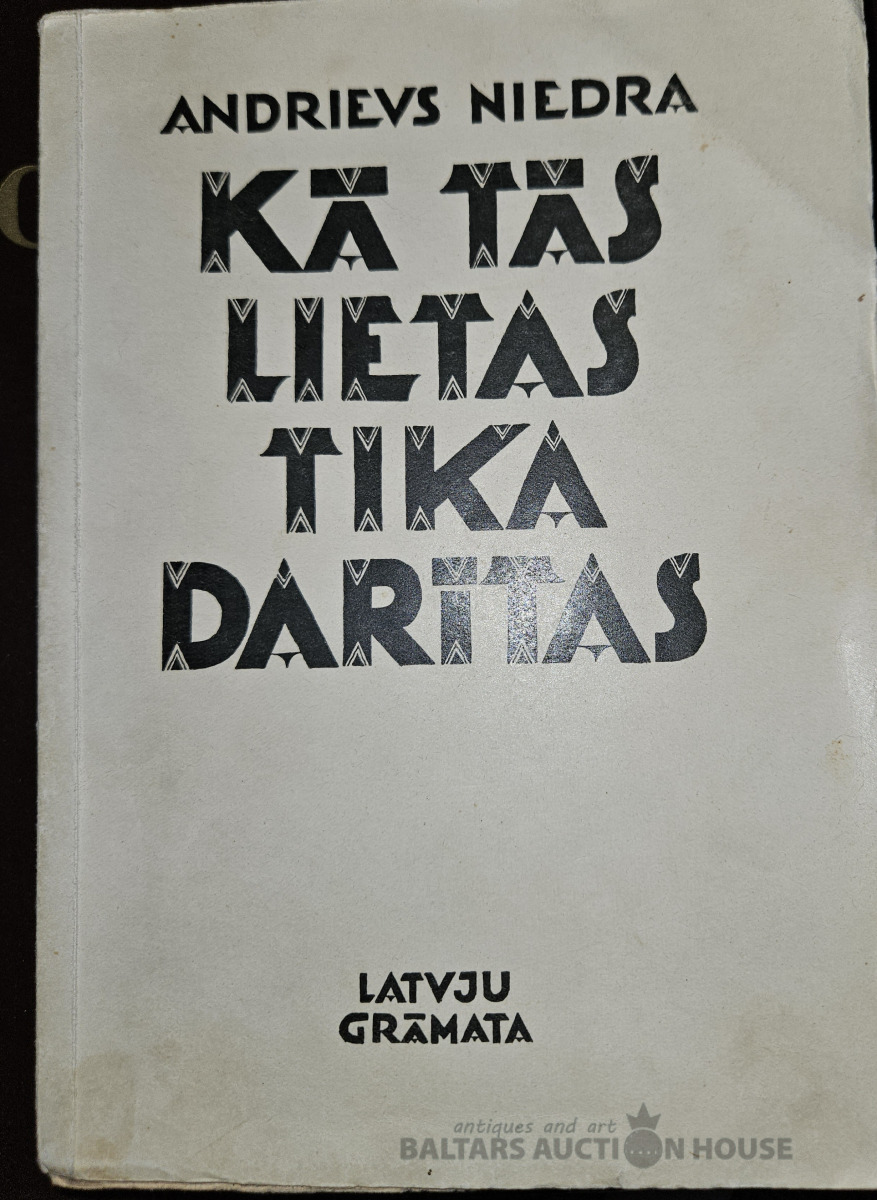 ANDRIEVS NIEDRA
KĀ TĀS
LIETAS
TIKA
DARĪTAS
LATVJU
GRĀMATA
antiques and art
BALTARS AUCTION HOUSE